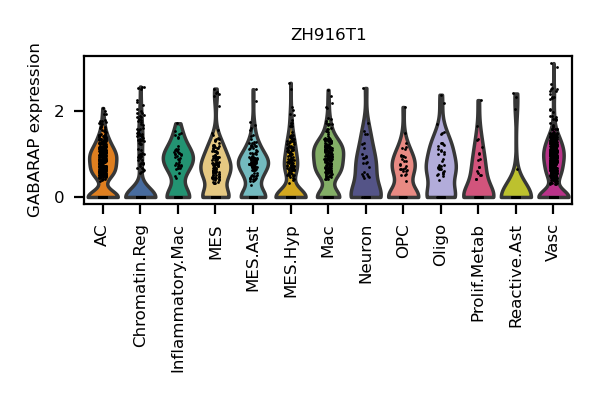 ZH916T1
GABARAP expression
2
0
AC
Chromatin.Reg
Inflammatory.Mac
MES
MES.Ast
MES.Hyp
Mac
Neuron
OPC
Oligo
Prolif.Metab
Reactive.Ast
Vasc